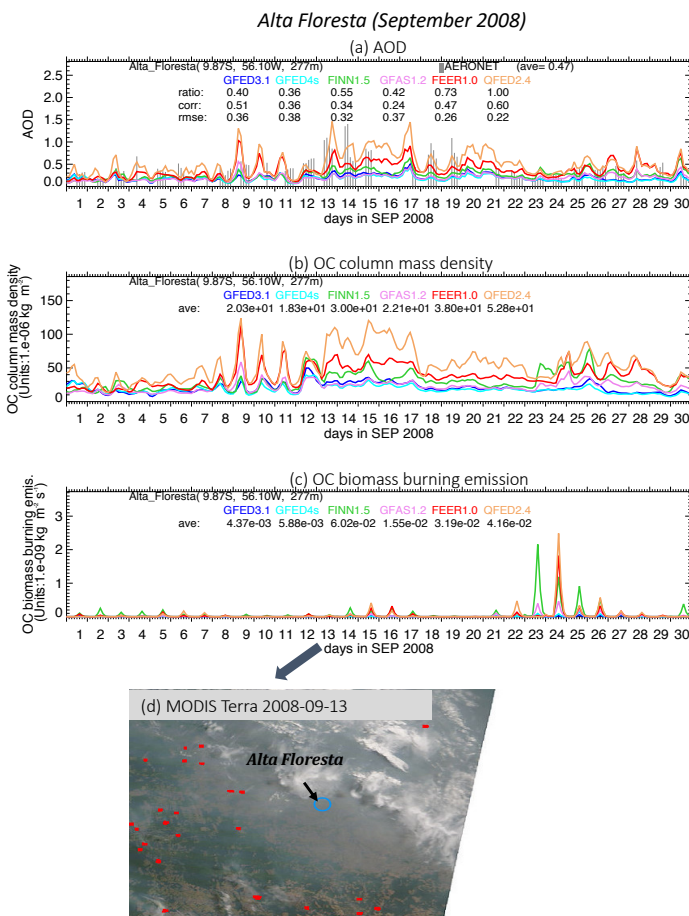 Alta Floresta (September 2008)
(a) AOD
Alta_Floresta( 9.87S, 56.10W, 277m) AERONET (ave= 0.47)
GFED3.1 GFED4s FINN1.5 GFAS1.2 FEER1.0 QFED2.4
ratio: 0.40 0.36 0.55 0.42 0.73 1.00
corr: 0.51 0.36 0.34 0.24 0.47 0.60
rmse: 0.36 0.38 0.32 0.37 0.26 0.22
AOD
2.5
2.0
1.5
1.0
0.5
0.0
1 2 3 4 5 6 7 8 9 10 11 12 13 14 15 16 17 18 19 20 21 22 23 24 25 26 27 28 29 30
days in SEP 2008
(b) OC column mass density
Alta_Floresta( 9.87S, 56.10W, 277m)
GFED3.1 GFED4s FINN1.5 GFAS1.2 FEER1.0 QFED2.4
ave: 2.03e+01 1.83e+01 3.00e+01 2.21e+01 3.80e+01 5.28e+01
OC column mass density
(Units:1.e-06 kg m³)
150
100
50
0
1 2 3 4 5 6 7 8 9 10 11 12 13 14 15 16 17 18 19 20 21 22 23 24 25 26 27 28 29 30
days in SEP 2008
(c) OC biomass burning emission
Alta_Floresta( 9.87S, 56.10W, 277m)
GFED3.1 GFED4s FINN1.5 GFAS1.2 FEER1.0 QFED2.4
ave: 4.37e-03 5.88e-03 6.02e-02 1.55e-02 3.19e-02 4.16e-02
OC biomass burning emis.
(Units:1.e-09 kg m⁻² s⁻¹)
3
2
1
0
1 2 3 4 5 6 7 8 9 10 11 12 13 14 15 16 17 18 19 20 21 22 23 24 25 26 27 28 29 30
days in SEP 2008
(d) MODIS Terra 2008-09-13
Alta Floresta